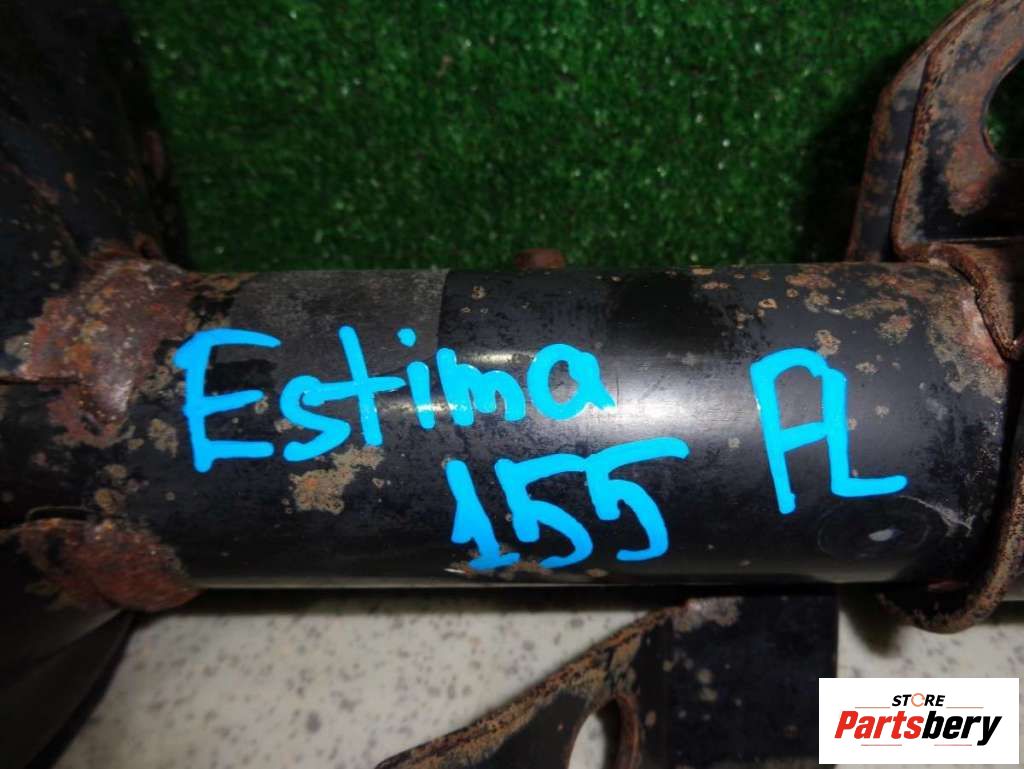 Estima
155
FL
STORE
Partsbery